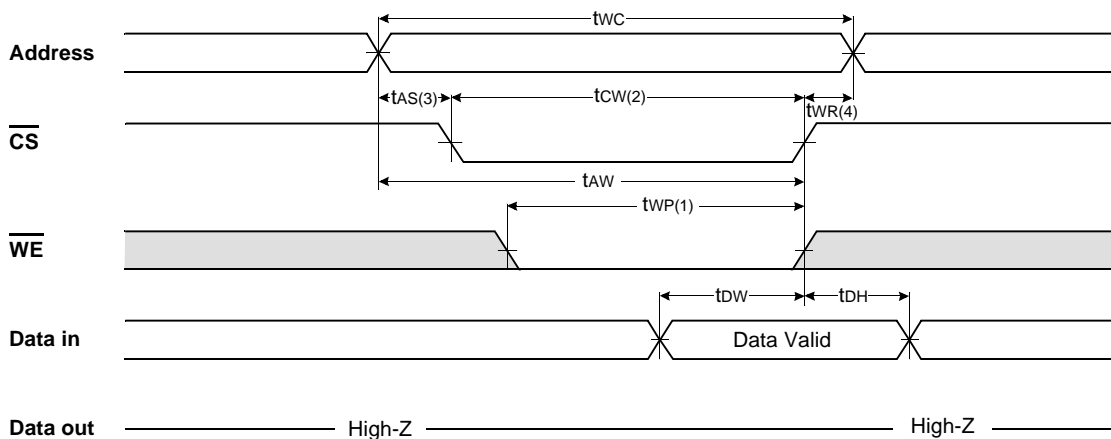 tWC
Address
tAS(3)
tCW(2)
tWR(4)
CS
tAW
tWP(1)
WE
tDW
tDH
Data in
Data Valid
Data out
High-Z
High-Z